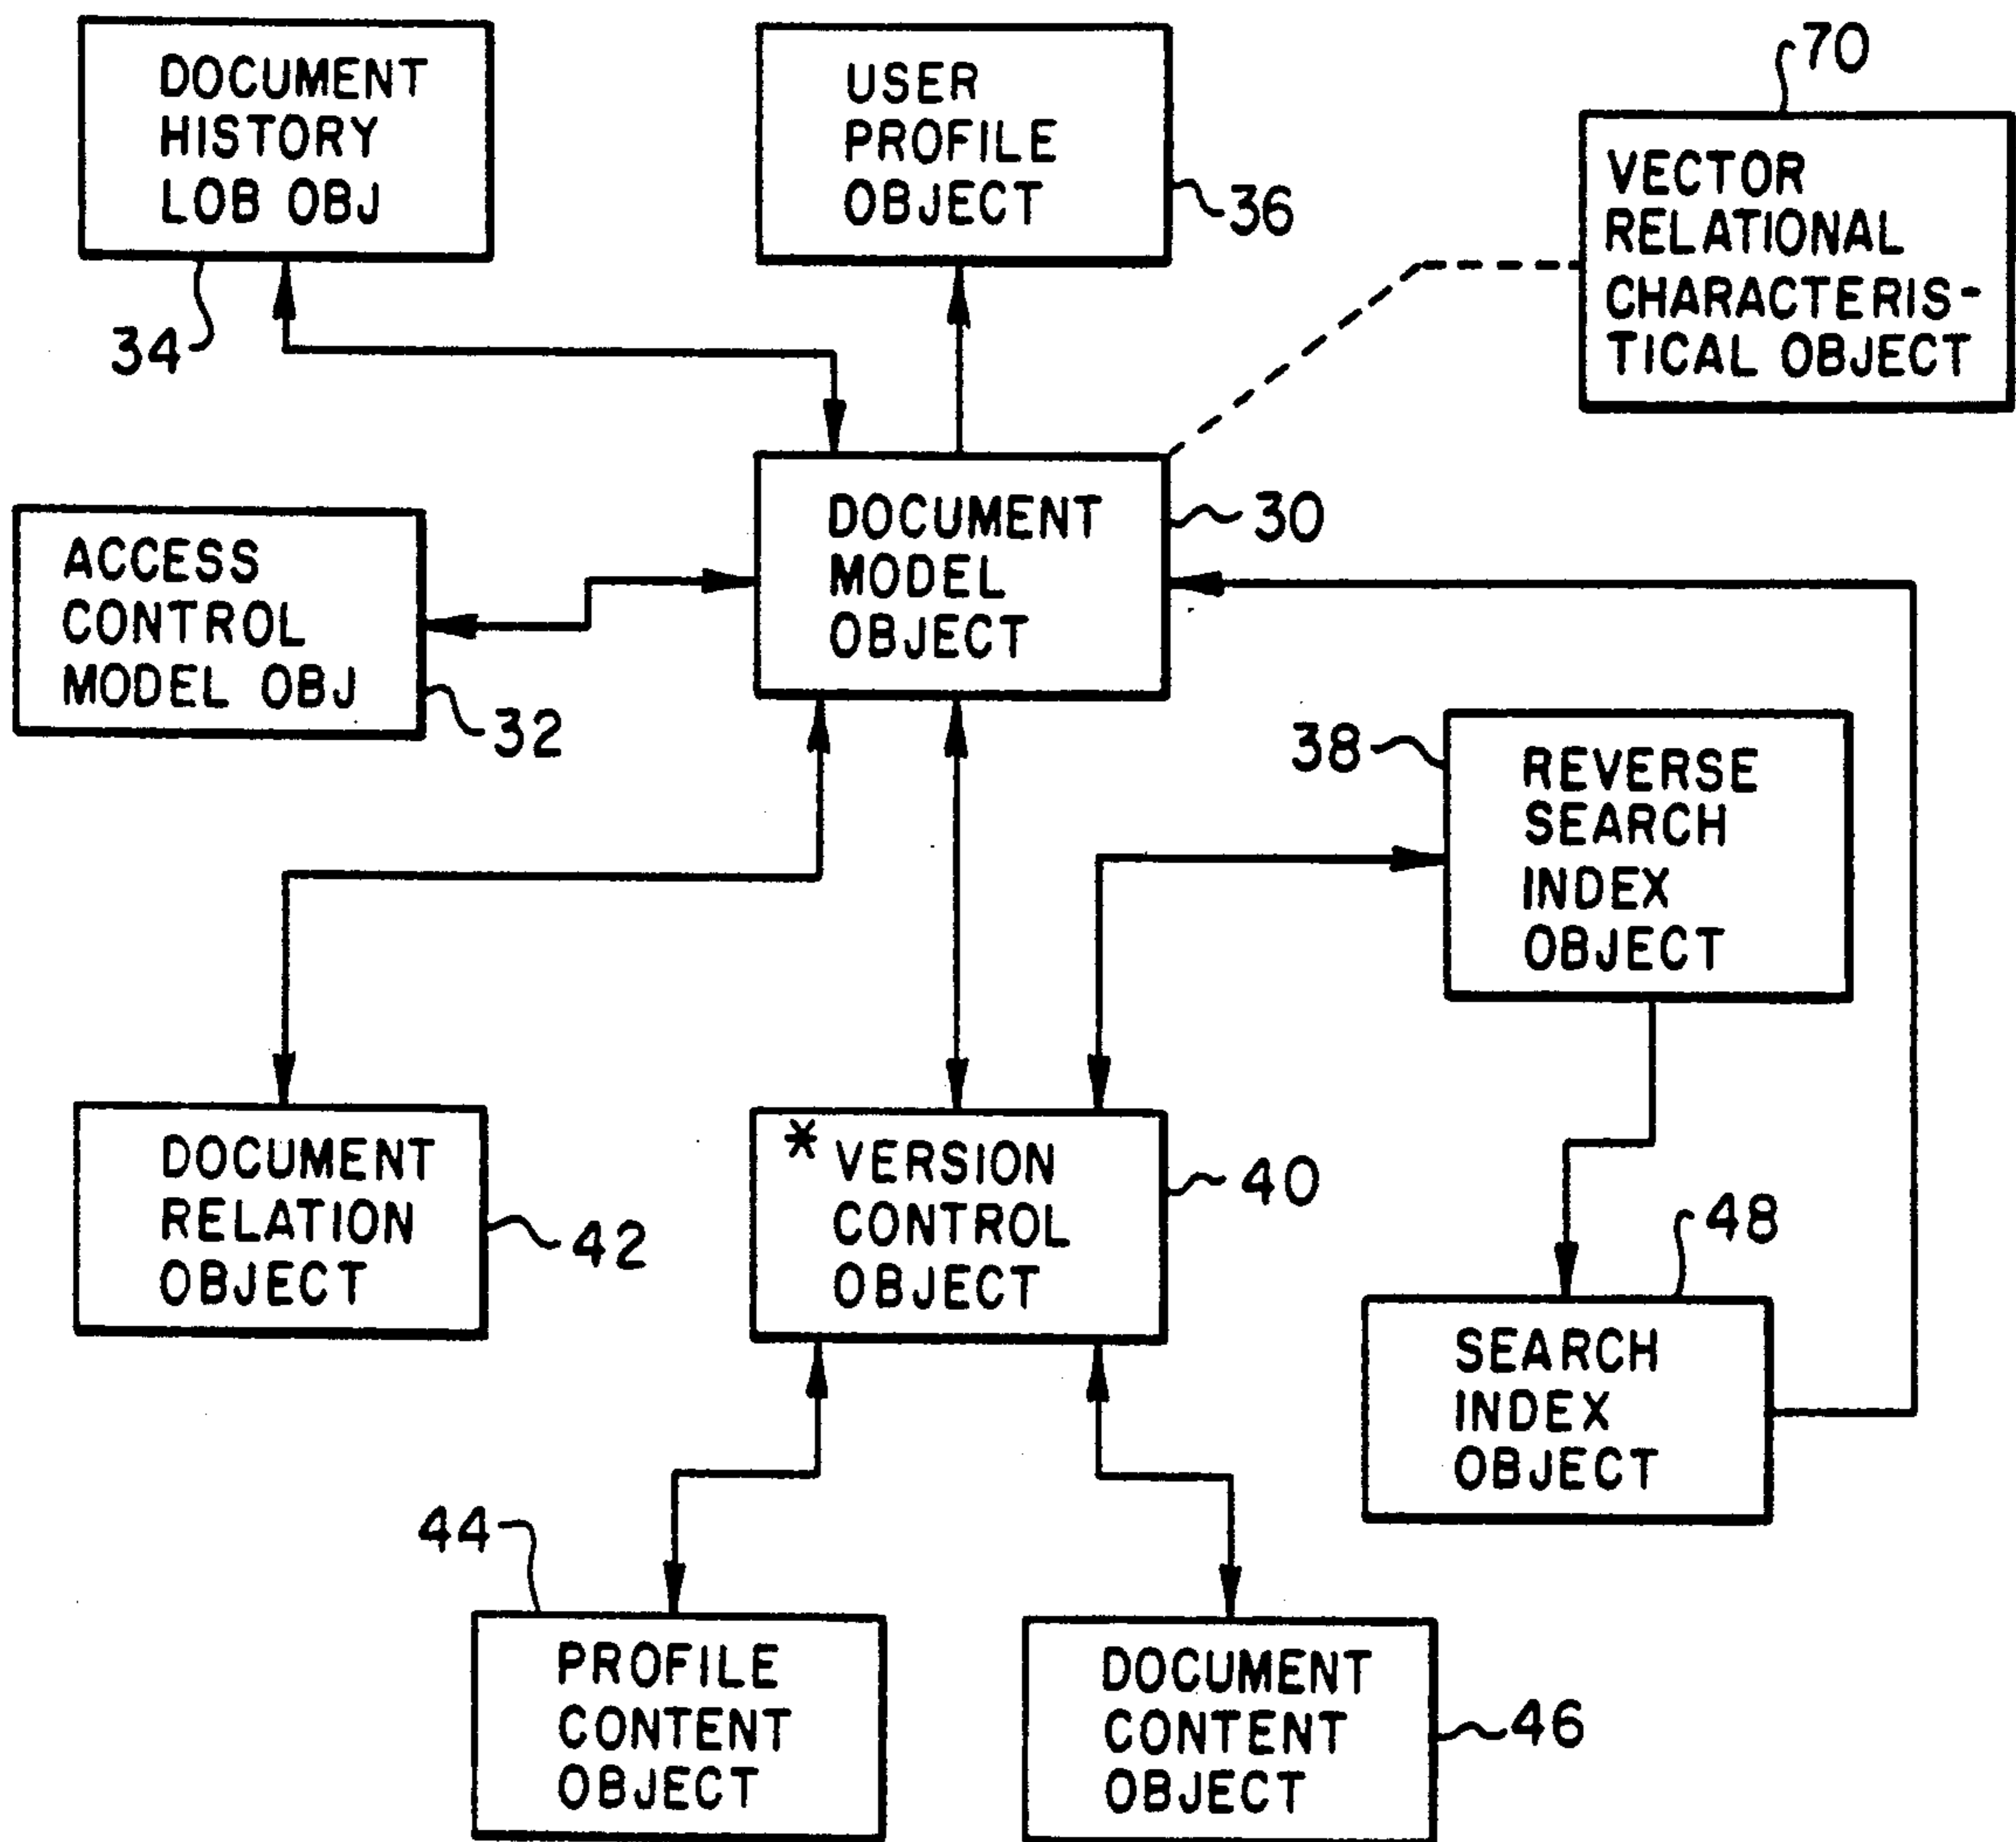 DOCUMENT
HISTORY
LOB OBJ
34
USER
PROFILE
OBJECT
36
70
VECTOR
RELATIONAL
CHARACTERIS-
TICAL OBJECT
DOCUMENT
MODEL
OBJECT
30
ACCESS
CONTROL
MODEL OBJ
32
38
REVERSE
SEARCH
INDEX
OBJECT
DOCUMENT
RELATION
OBJECT
42
* VERSION
CONTROL
OBJECT
40
48
SEARCH
INDEX
OBJECT
44
PROFILE
CONTENT
OBJECT
DOCUMENT
CONTENT
OBJECT
46